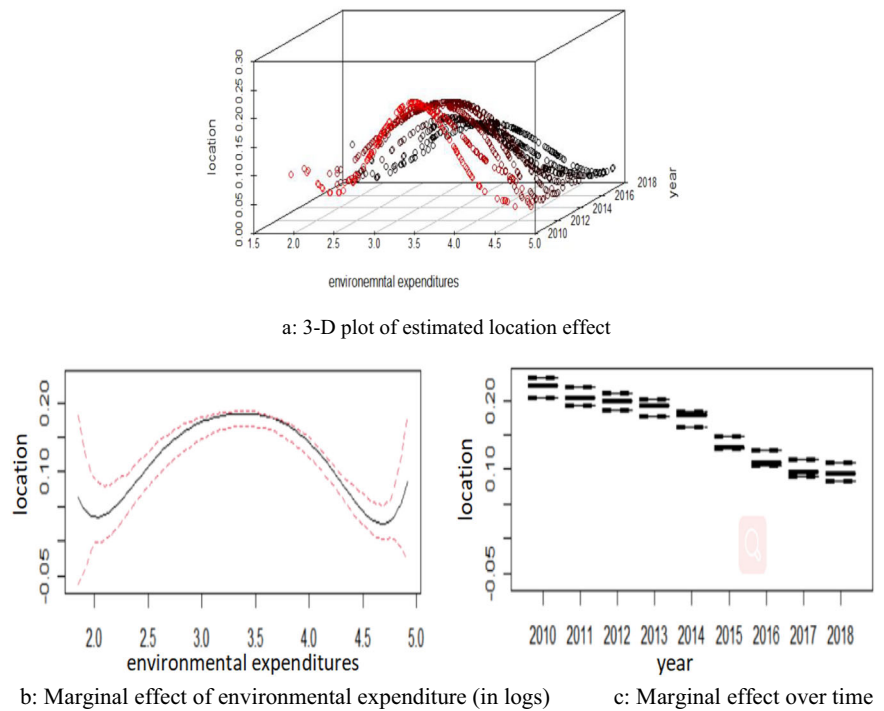 location
0.00 0.05 0.10 0.15 0.20 0.25 0.30
1.5 2.0 2.5 3.0 3.5 4.0 4.5 5.0
2010 2012 2014 2016 2018
year
environemntal expenditures
a: 3-D plot of estimated location effect
location
-0.05 0.10 0.20
2.0 2.5 3.0 3.5 4.0 4.5 5.0
environmental expenditures
location
-0.05 0.10 0.20
2010 2011 2012 2013 2014 2015 2016 2017 2018
year
b: Marginal effect of environmental expenditure (in logs)
c: Marginal effect over time